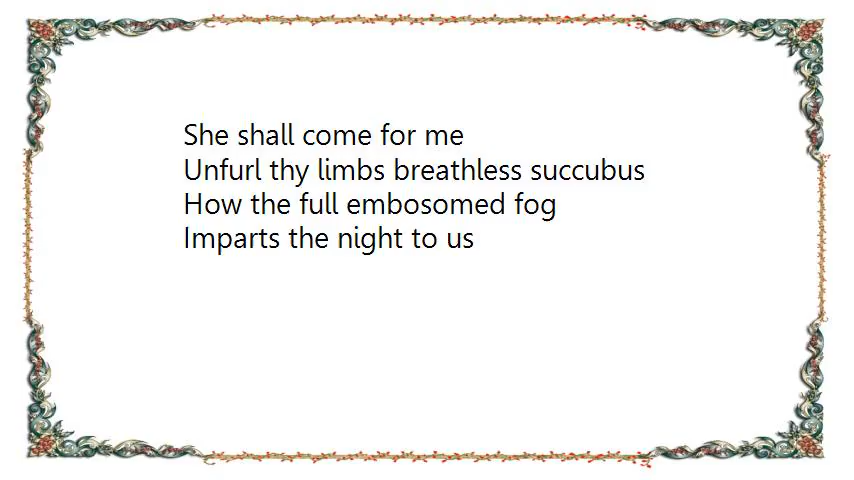 She shall come for me
Unfurl thy limbs breathless succubus
How the full embosomed fog
Imparts the night to us